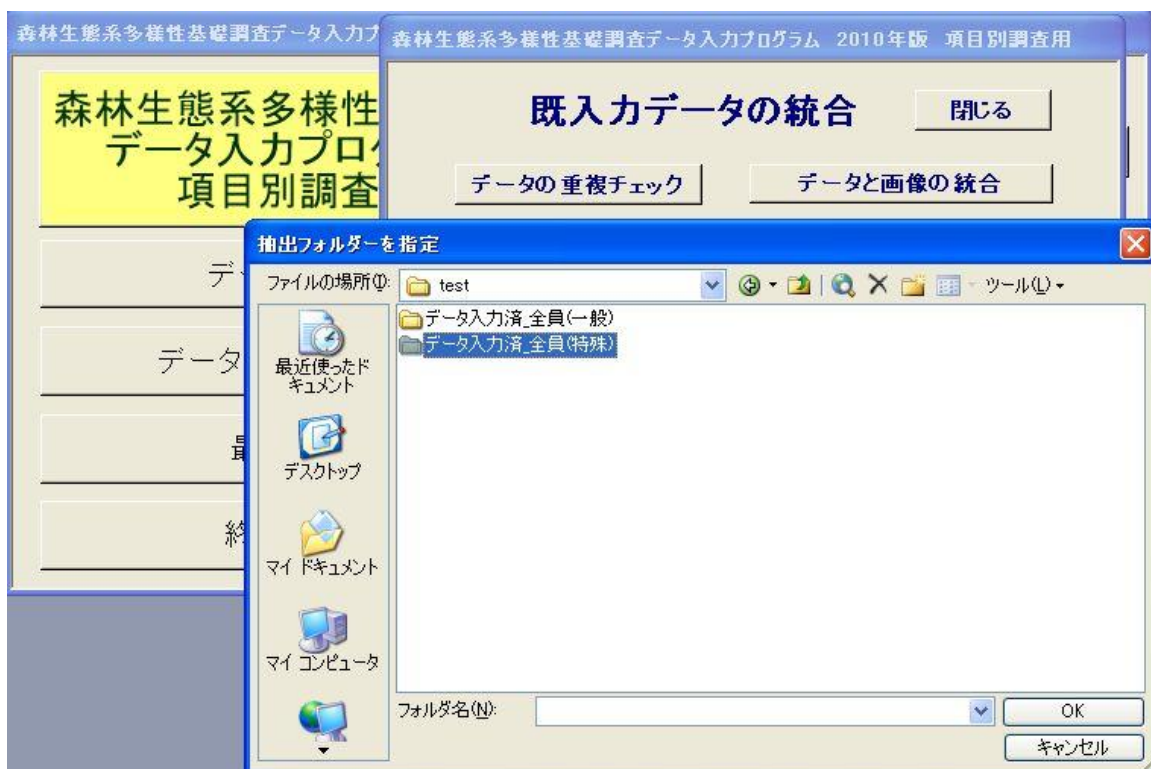 森林生態系多様性基礎調査データ入力プ
森林生態系多様性
データ入力プロ
項目別調査
デー
データ
最
終
森林生態系多様性基礎調査データ入力プログラム 2010年版 項目別調査用
既入力データの統合
閉じる
データの重複チェック
データと画像の統合
抽出フォルダーを指定
ファイルの場所(I):
test
ツール(L)
データ入力済_全員(一般)
データ入力済_全員(特殊)
最近使ったド
キュメント
デスクトップ
マイ ドキュメント
マイ コンピュータ
フォルダ名(N):
OK
キャンセル